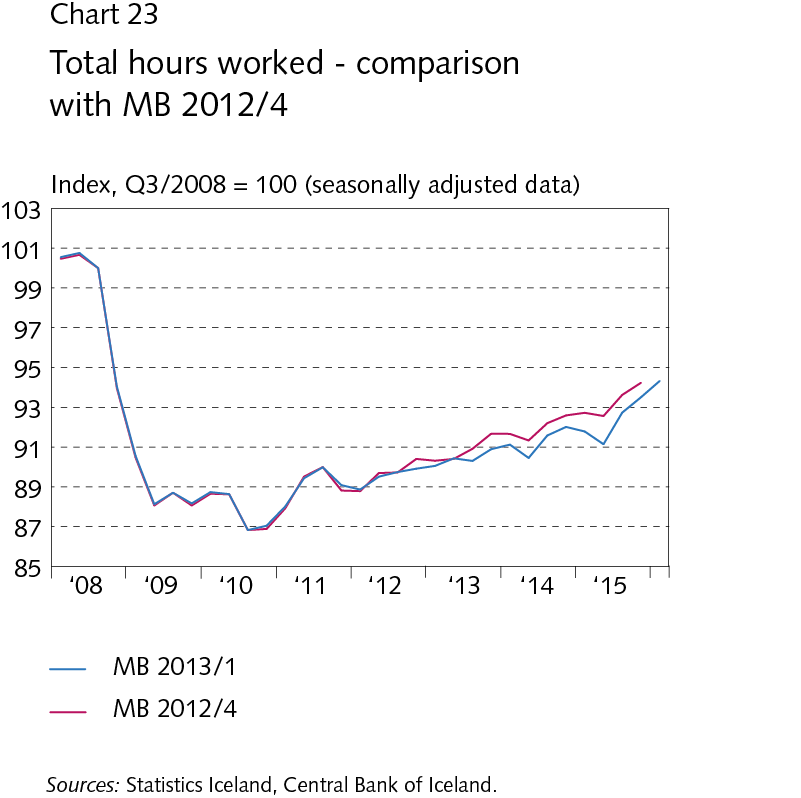 Chart 23
Total hours worked - comparison
with MB 2012/4
Index, Q3/2008 = 100 (seasonally adjusted data)
103
101
99
97
95
93
91
89
87
85
‘08 ‘09 ‘10 ‘11 ‘12 ‘13 ‘14 ‘15
MB 2013/1
MB 2012/4
Sources: Statistics Iceland, Central Bank of Iceland.